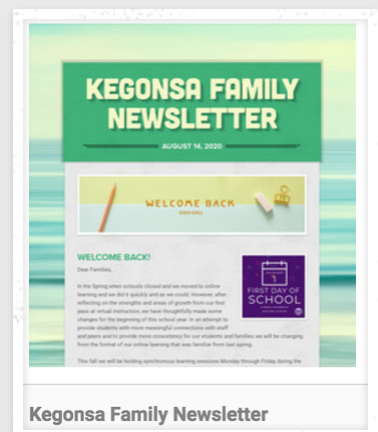 KEGONSA FAMILY
NEWSLETTER
AUGUST 14, 2020
WELCOME BACK
WELCOME BACK!
Dear Families,
FIRST DAY OF
SCHOOL
In the Spring when schools closed and we moved to online
learning and we did it quickly and as we could. However, after
reflecting on the strengths and areas of growth from our first
pass at virtual instruction, we have thoughtfully made some
changes for the beginning of this school year. In an attempt to
provide students with more meaningful connections with staff
and peers and to provide more consistency for our students and families we will be changing
from the format of our online learning that was familiar from last spring.
This fall we will be holding synchronous learning sessions Monday through Friday during the
Kegonsa Family Newsletter